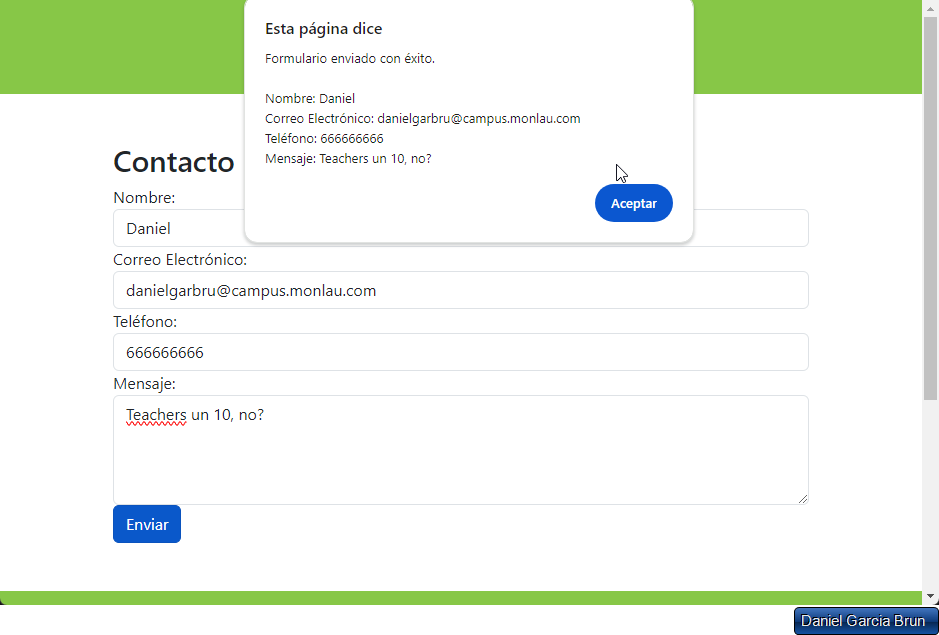 Esta página dice
Formulario enviado con éxito.
Nombre: Daniel
Correo Electrónico: danielgarbru@campus.monlau.com
Teléfono: 666666666
Mensaje: Teachers un 10, no?
Aceptar
Contacto
Nombre:
Daniel
Correo Electrónico:
danielgarbru@campus.monlau.com
Teléfono:
666666666
Mensaje:
Teachers un 10, no?
Enviar
Daniel Garcia Brun